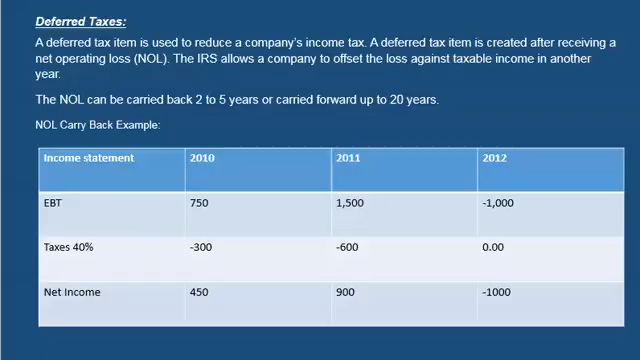 Deferred Taxes:
A deferred tax item is used to reduce a company's income tax. A deferred tax item is created after receiving a
net operating loss (NOL). The IRS allows a company to offset the loss against taxable income in another
year.
The NOL can be carried back 2 to 5 years or carried forward up to 20 years.
NOL Carry Back Example:
Income statement 2010 2011 2012
EBT 750 1,500 -1,000
Taxes 40% -300 -600 0.00
Net Income 450 900 -1000